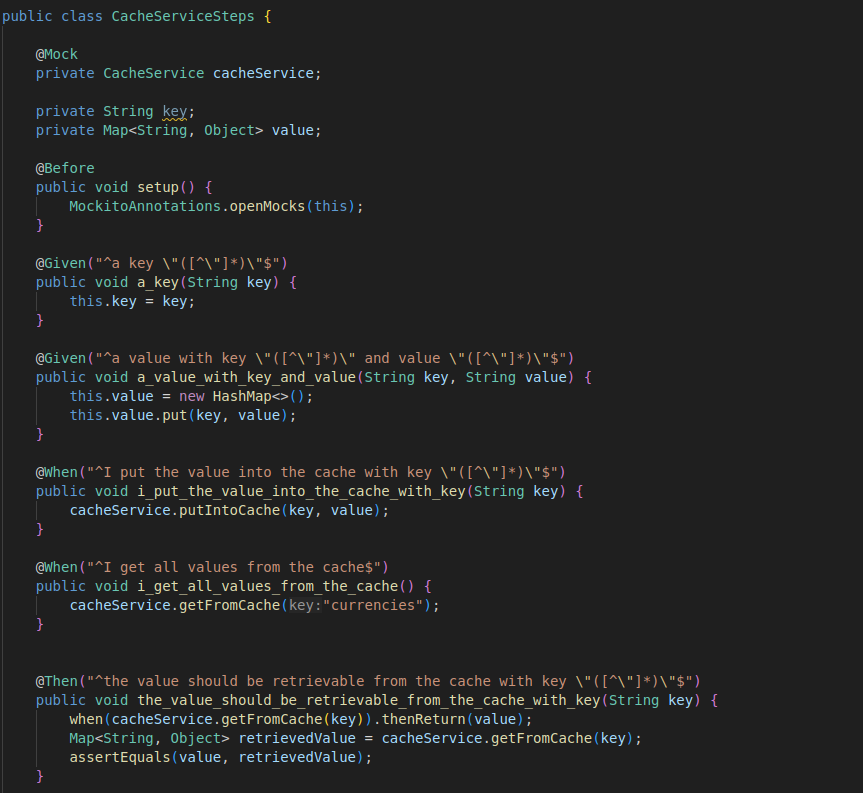 public class CacheServiceSteps {
@Mock
private CacheService cacheService;
private String key;
private Map<String, Object> value;
@Before
public void setup() {
MockitoAnnotations.openMocks(this);
}
@Given("^a key \"([^\"]*)\"$")
public void a_key(String key) {
this.key = key;
}
@Given("^a value with key \"([^\"]*)\" and value \"([^\"]*)\"$")
public void a_value_with_key_and_value(String key, String value) {
this.value = new HashMap<>();
this.value.put(key, value);
}
@When("^I put the value into the cache with key \"([^\"]*)\"$")
public void i_put_the_value_into_the_cache_with_key(String key) {
cacheService.putIntoCache(key, value);
}
@When("^I get all values from the cache$")
public void i_get_all_values_from_the_cache() {
cacheService.getFromCache(key:"currencies");
}
@Then("^the value should be retrievable from the cache with key \"([^\"]*)\"$")
public void the_value_should_be_retrievable_from_the_cache_with_key(String key) {
when(cacheService.getFromCache(key)).thenReturn(value);
Map<String, Object> retrievedValue = cacheService.getFromCache(key);
assertEquals(value, retrievedValue);
}